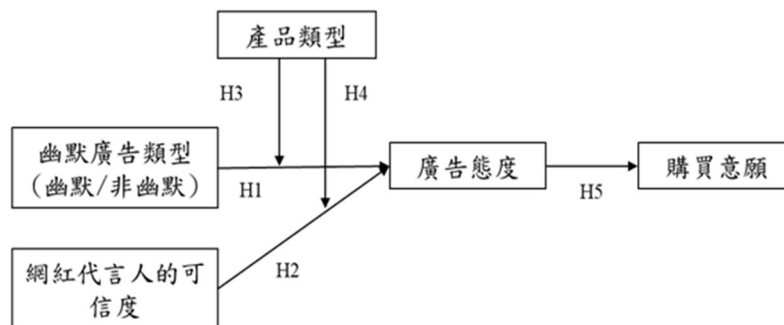 產品類型
H3
H4
幽默廣告類型
(幽默/非幽默)
H1
廣告態度
H5
購買意願
網紅代言人的可
信度
H2